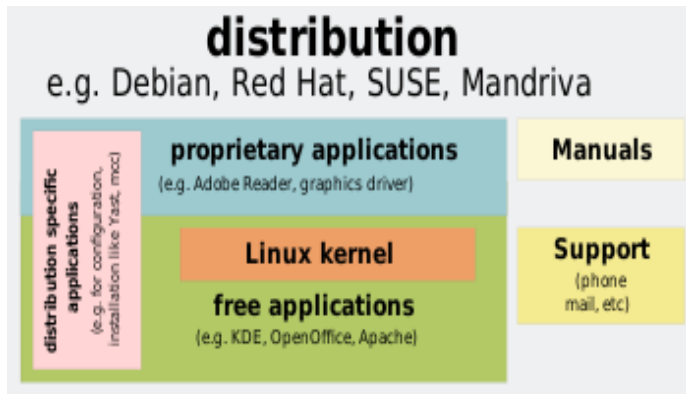 distribution
e.g. Debian, Red Hat, SUSE, Mandriva
distribution specific
applications
(e.g. for configuration,
installation like Yast, mcc)
proprietary applications
(e.g. Adobe Reader, graphics driver)
Linux kernel
free applications
(e.g. KDE, OpenOffice, Apache)
Manuals
Support
(phone
mail, etc)